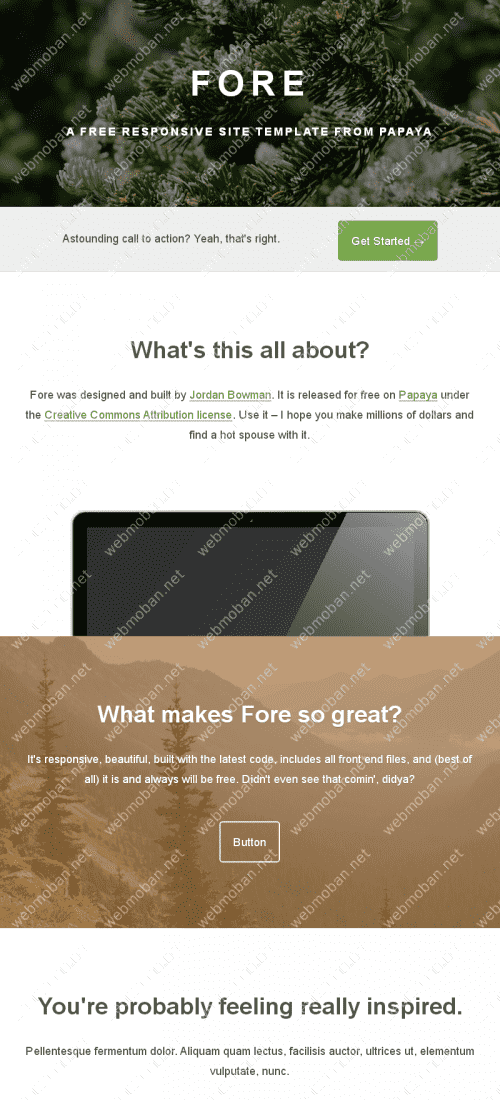 FORE
A FREE RESPONSIVE SITE TEMPLATE FROM PAPAYA
Astounding call to action? Yeah, that's right.
Get Started →
What's this all about?
Fore was designed and built by Jordan Bowman. It is released for free on Papaya under
the Creative Commons Attribution license. Use it – I hope you make millions of dollars and
find a hot spouse with it.
What makes Fore so great?
It's responsive, beautiful, built with the latest code, includes all front end files, and (best of
all) it is and always will be free. Didn't even see that comin', didya?
Button
You're probably feeling really inspired.
Pellentesque fermentum dolor. Aliquam quam lectus, facilisis auctor, ultrices ut, elementum
vulputate, nunc.
webmoban.net